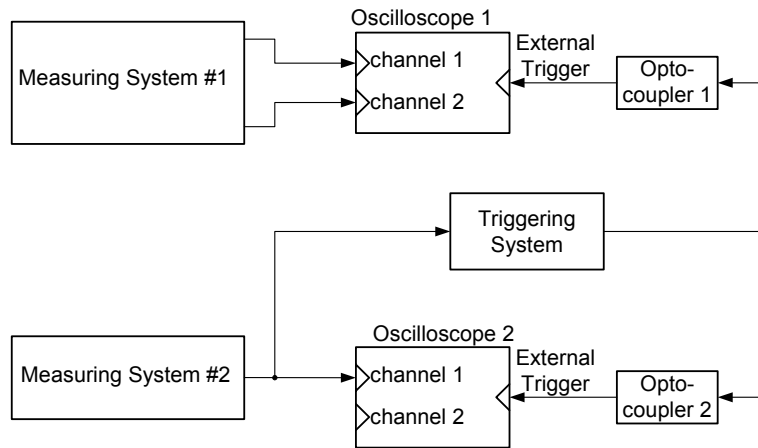 Oscilloscope 1
Measuring System #1
channel 1
channel 2
External
Trigger
Opto-
coupler 1
Triggering
System
Oscilloscope 2
Measuring System #2
channel 1
channel 2
External
Trigger
Opto-
coupler 2